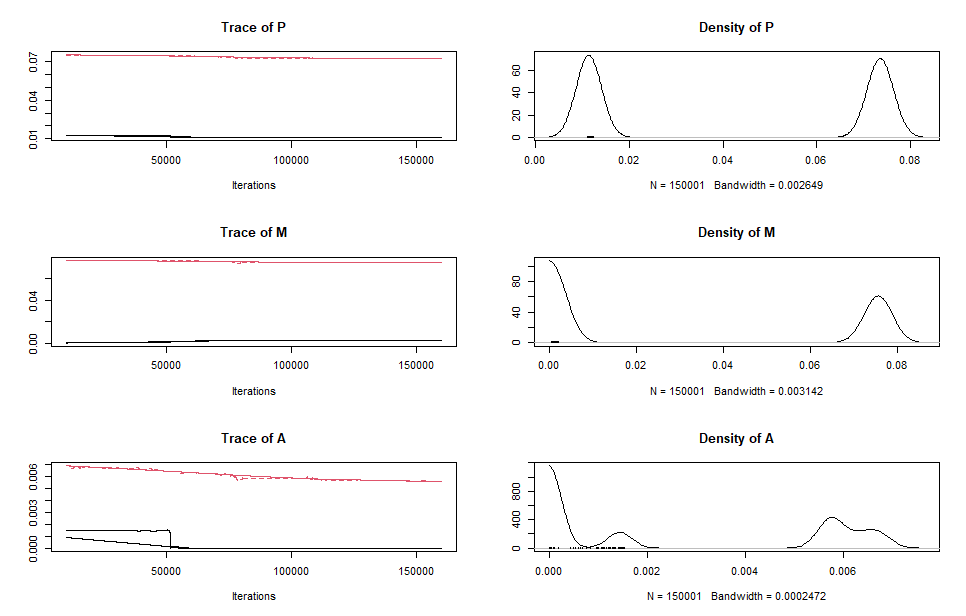 Trace of P
0.01 0.04 0.07
50000 100000 150000
Iterations
Density of P
0 20 40 60
0.00 0.02 0.04 0.06 0.08
N = 150001 Bandwidth = 0.002649
Trace of M
0.00 0.04
50000 100000 150000
Iterations
Density of M
0 40 80
0.00 0.02 0.04 0.06 0.08
N = 150001 Bandwidth = 0.003142
Trace of A
0.000 0.003 0.006
50000 100000 150000
Iterations
Density of A
0 400 800
0.000 0.002 0.004 0.006
N = 150001 Bandwidth = 0.0002472